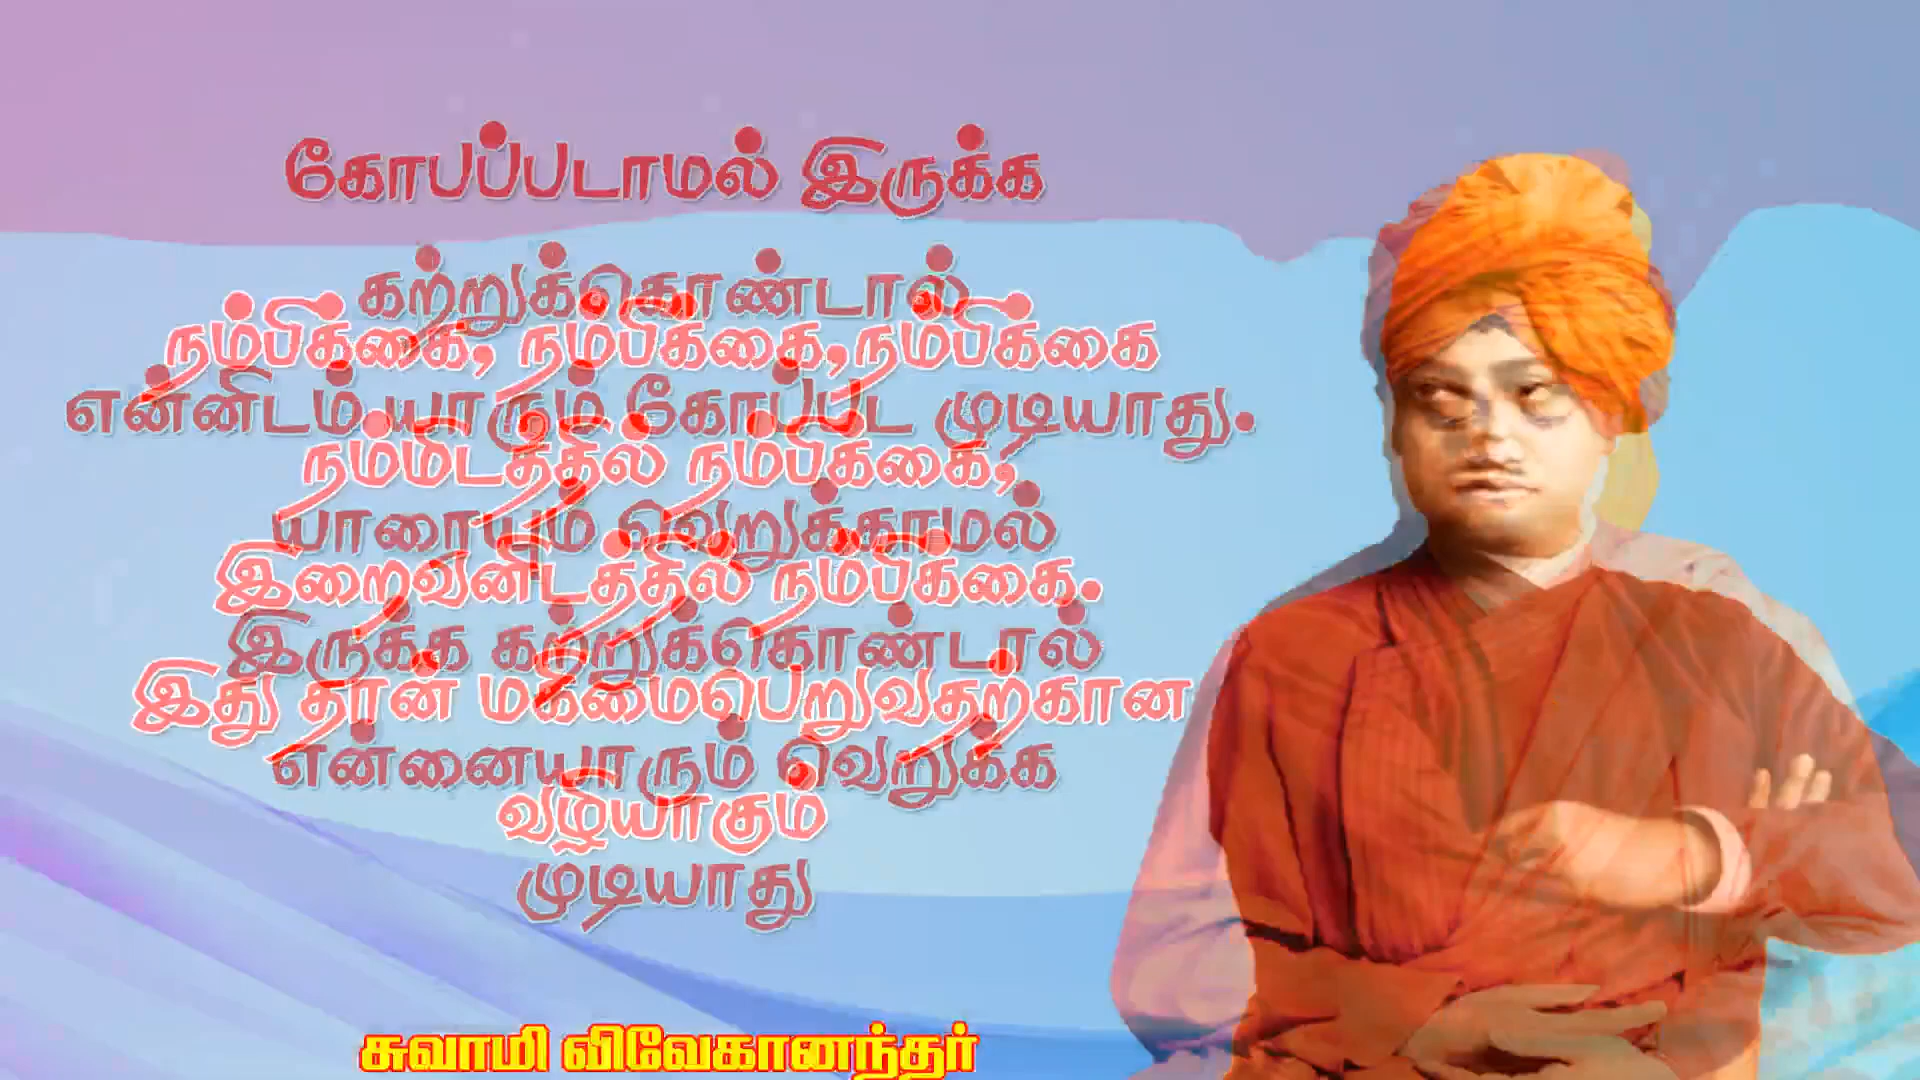 கோபப்படாமல் இருக்க
கற்றுக்கொண்டால்
நம்பிக்கை, நம்பிக்கை,நம்பிக்கை
என்னிடம் யாரும் கோப்பட முடியாது.
நம்மிடத்தில் நம்பிக்கை,
யாரையும் வெறுக்காமல்
இறைவனிடத்தில் நம்பிக்கை.
இருக்க கற்றுக்கொண்டால்
இது தான் மகிமைபெறுவதற்கான
என்னையாரும் வெறுக்க
வழியாகும்
முடியாது
சுவாமி விவேகானந்தர்